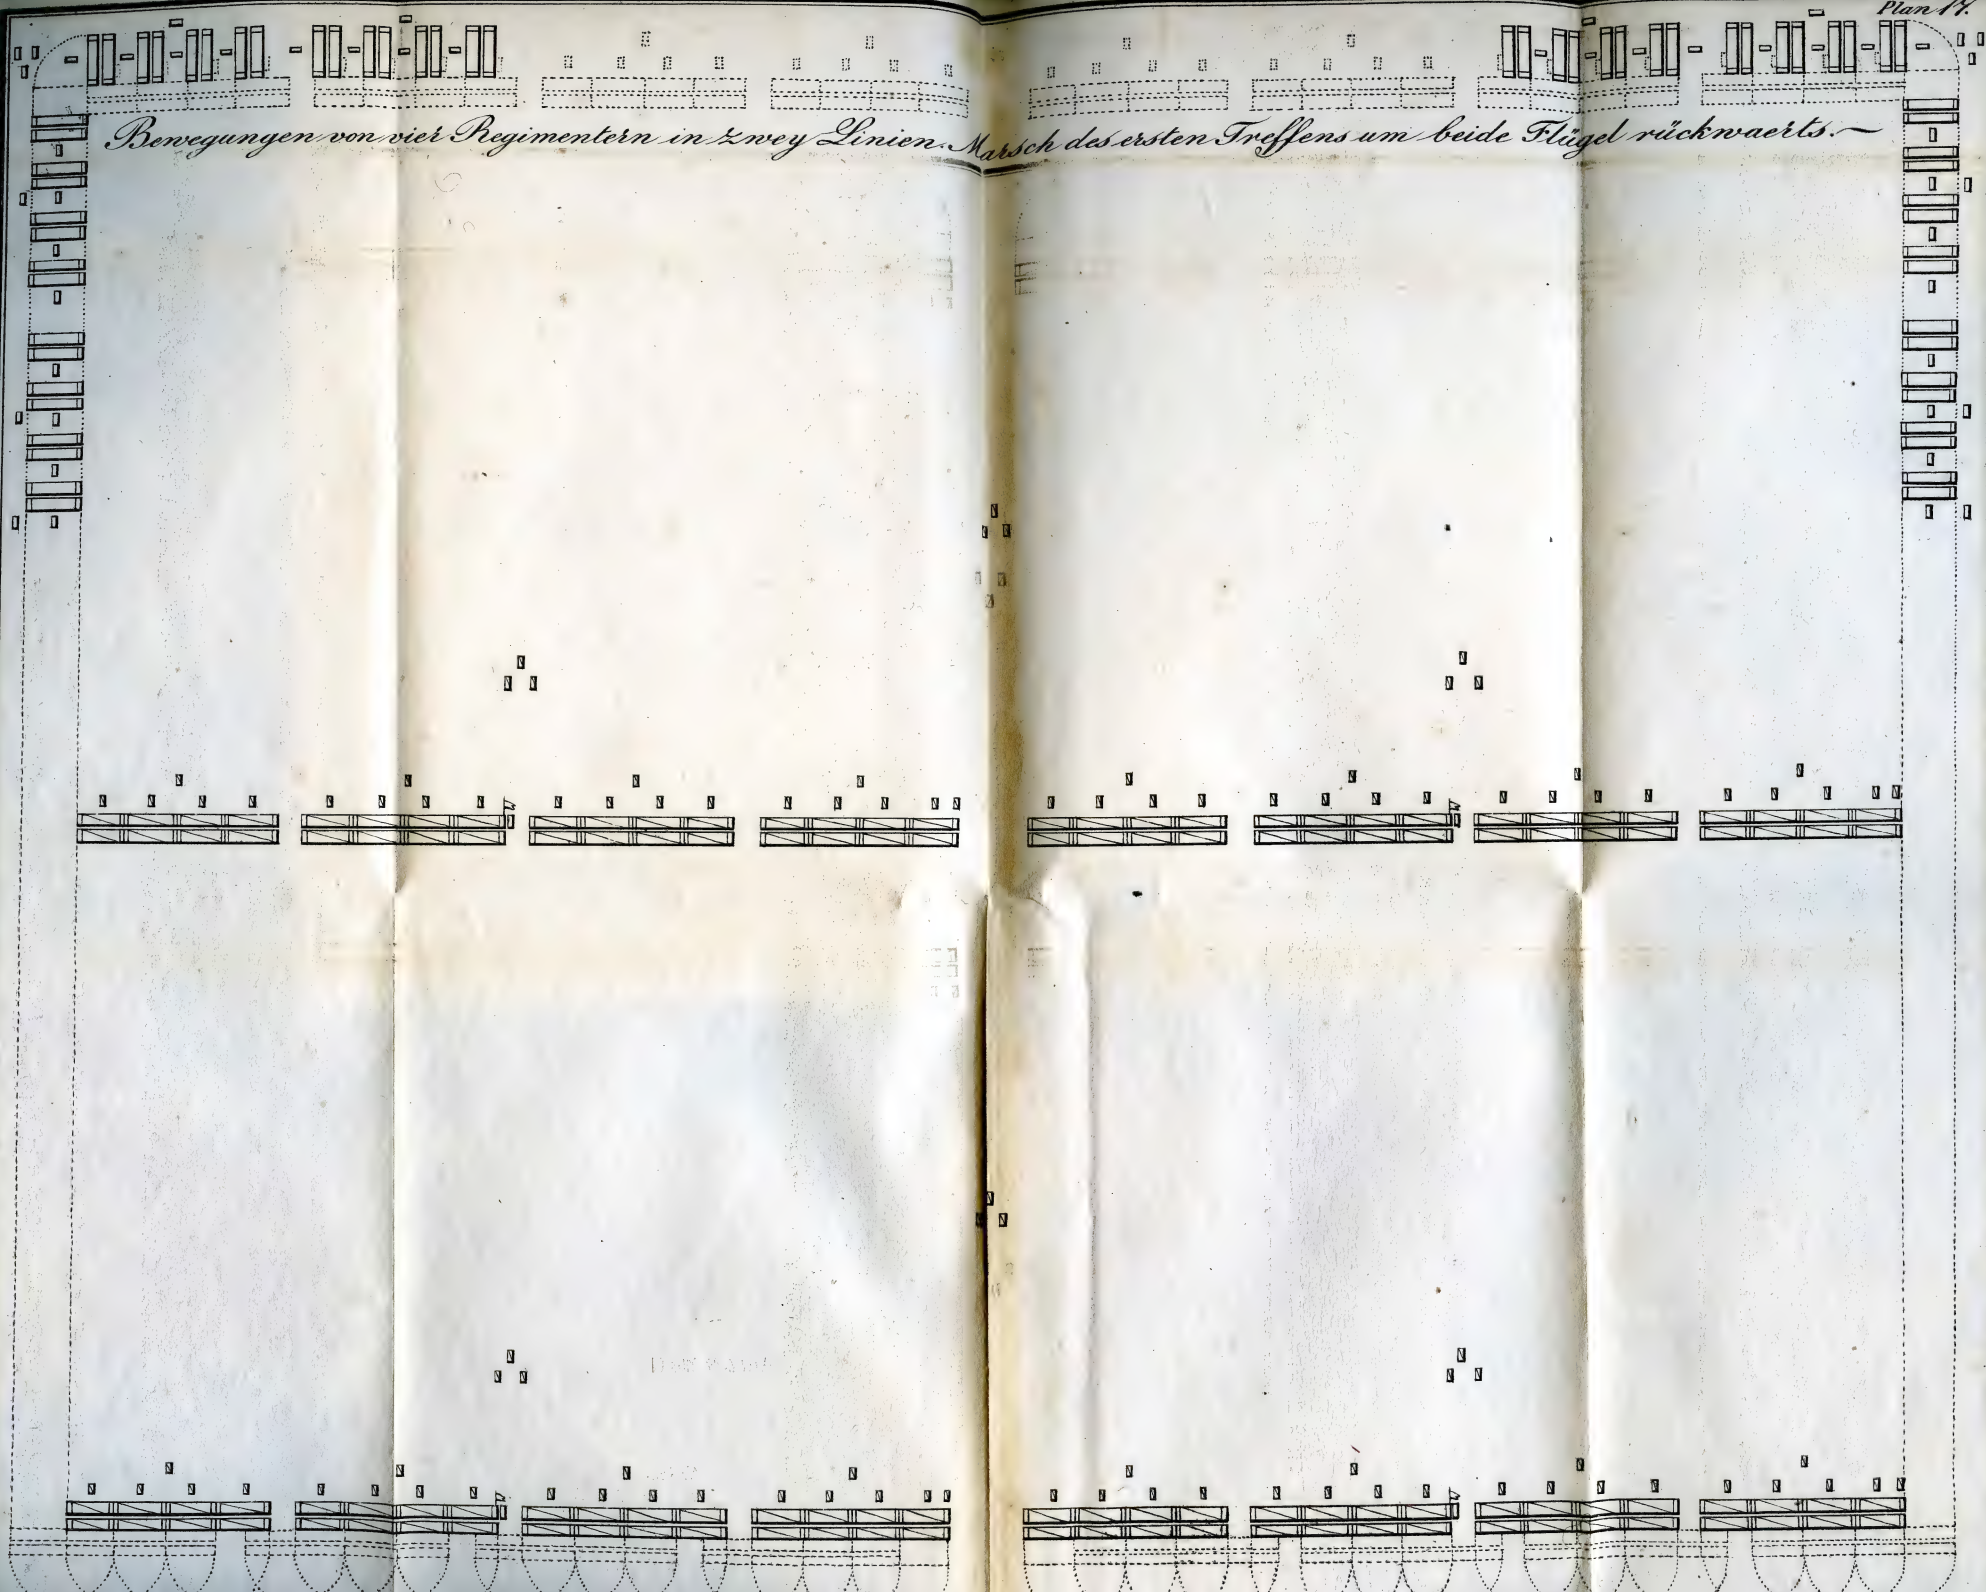 Plan 17.
Bewegungen von vier Regimentern in zwey Linien. Marsch des ersten Treffens um beide Flügel rückwaerts.—